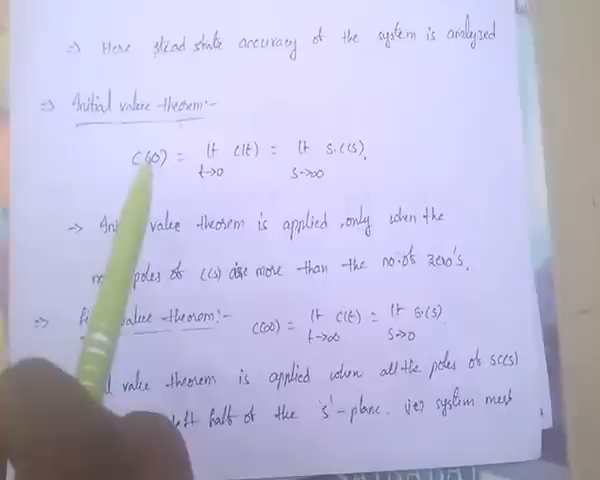 ⇒ Here stead state accuracy of the system is analyzed
⇒ Initial value theorem:-
C(0) = lt t→0 C(t) = lt s→∞ S·C(s).
→ value theorem is applied, only when the
poles of C(s) are more than the no·of zero's.
⇒ value theorem:- C(∞) = lt t→∞ C(t) = lt s→0 S·C(s)
value theorem is applied when all the poles of SC(s)
left half of the 's'-plane. system must